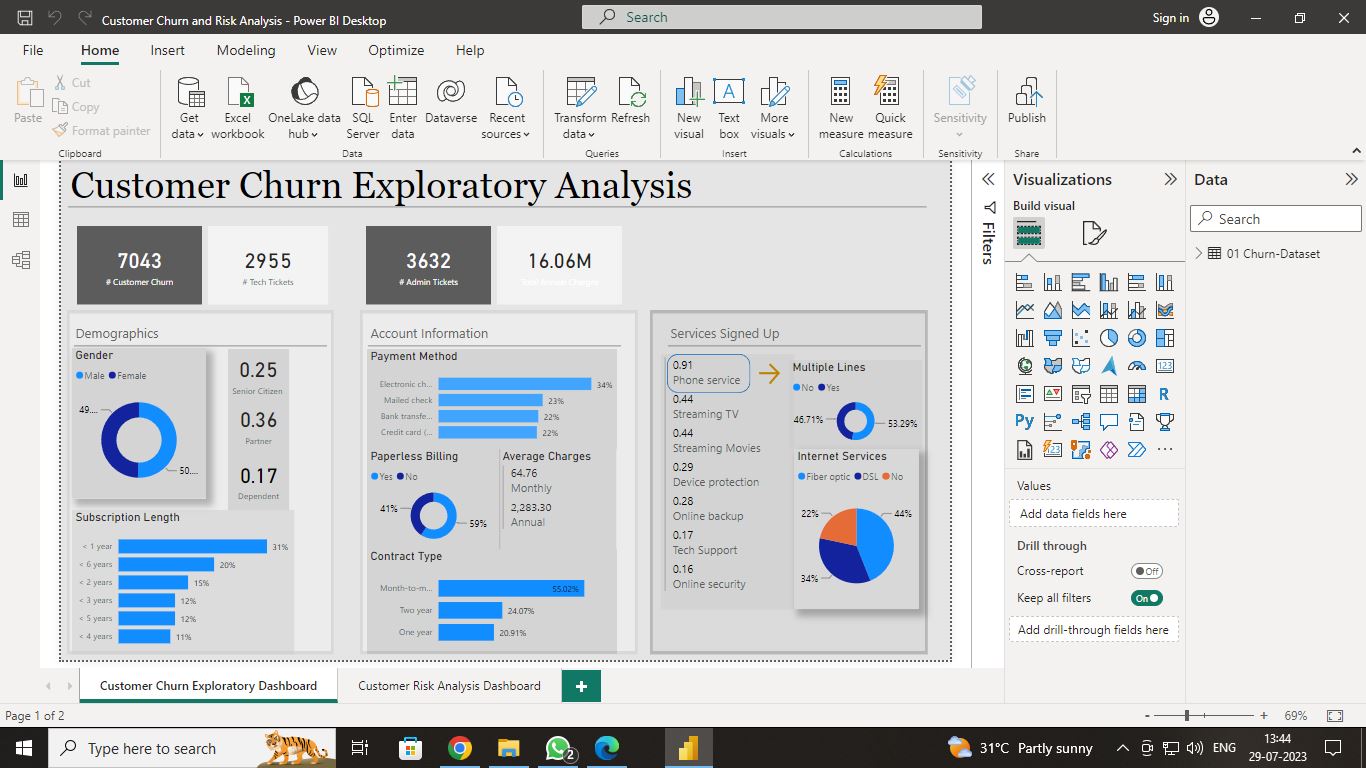 Customer Churn and Risk Analysis - Power BI Desktop
Search
Sign in
File Home Insert Modeling View Optimize Help
Paste
Cut
Copy
Format painter
Clipboard
Get data
Excel workbook
OneLake data hub
SQL Server
Enter data
Dataverse
Recent sources
Data
Transform data
Refresh
Queries
New visual
Text box
More visuals
Insert
New measure
Quick measure
Calculations
Sensitivity
Sensitivity
Publish
Share
Customer Churn Exploratory Analysis
7043
# Customer Churn
2955
# Tech Tickets
3632
# Admin Tickets
16.06M
Total Annual Charges
Demographics
Gender
Male Female
49....
50....
0.25
Senior Citizen
0.36
Partner
0.17
Dependent
Subscription Length
< 1 year 31%
< 6 years 20%
< 2 years 15%
< 3 years 12%
< 5 years 12%
< 4 years 11%
Account Information
Payment Method
Electronic ch... 34%
Mailed check 23%
Bank transfe... 22%
Credit card (... 22%
Paperless Billing
Yes No
41%
59%
Average Charges
64.76
Monthly
2,283.30
Annual
Contract Type
Month-to-m... 55.02%
Two year 24.07%
One year 20.91%
Services Signed Up
0.91
Phone service
0.44
Streaming TV
0.44
Streaming Movies
0.29
Device protection
0.28
Online backup
0.17
Tech Support
0.16
Online security
Multiple Lines
No Yes
46.71%
53.29%
Internet Services
Fiber optic DSL No
22%
44%
34%
Filters
Visualizations
Build visual
123
R
Py
123
...
Values
Add data fields here
Drill through
Cross-report Off
Keep all filters On
Add drill-through fields here
Data
Search
01 Churn-Dataset
Customer Churn Exploratory Dashboard
Customer Risk Analysis Dashboard
+
Page 1 of 2
- + 69%
Type here to search
2
31°C Partly sunny
ENG
13:44
29-07-2023